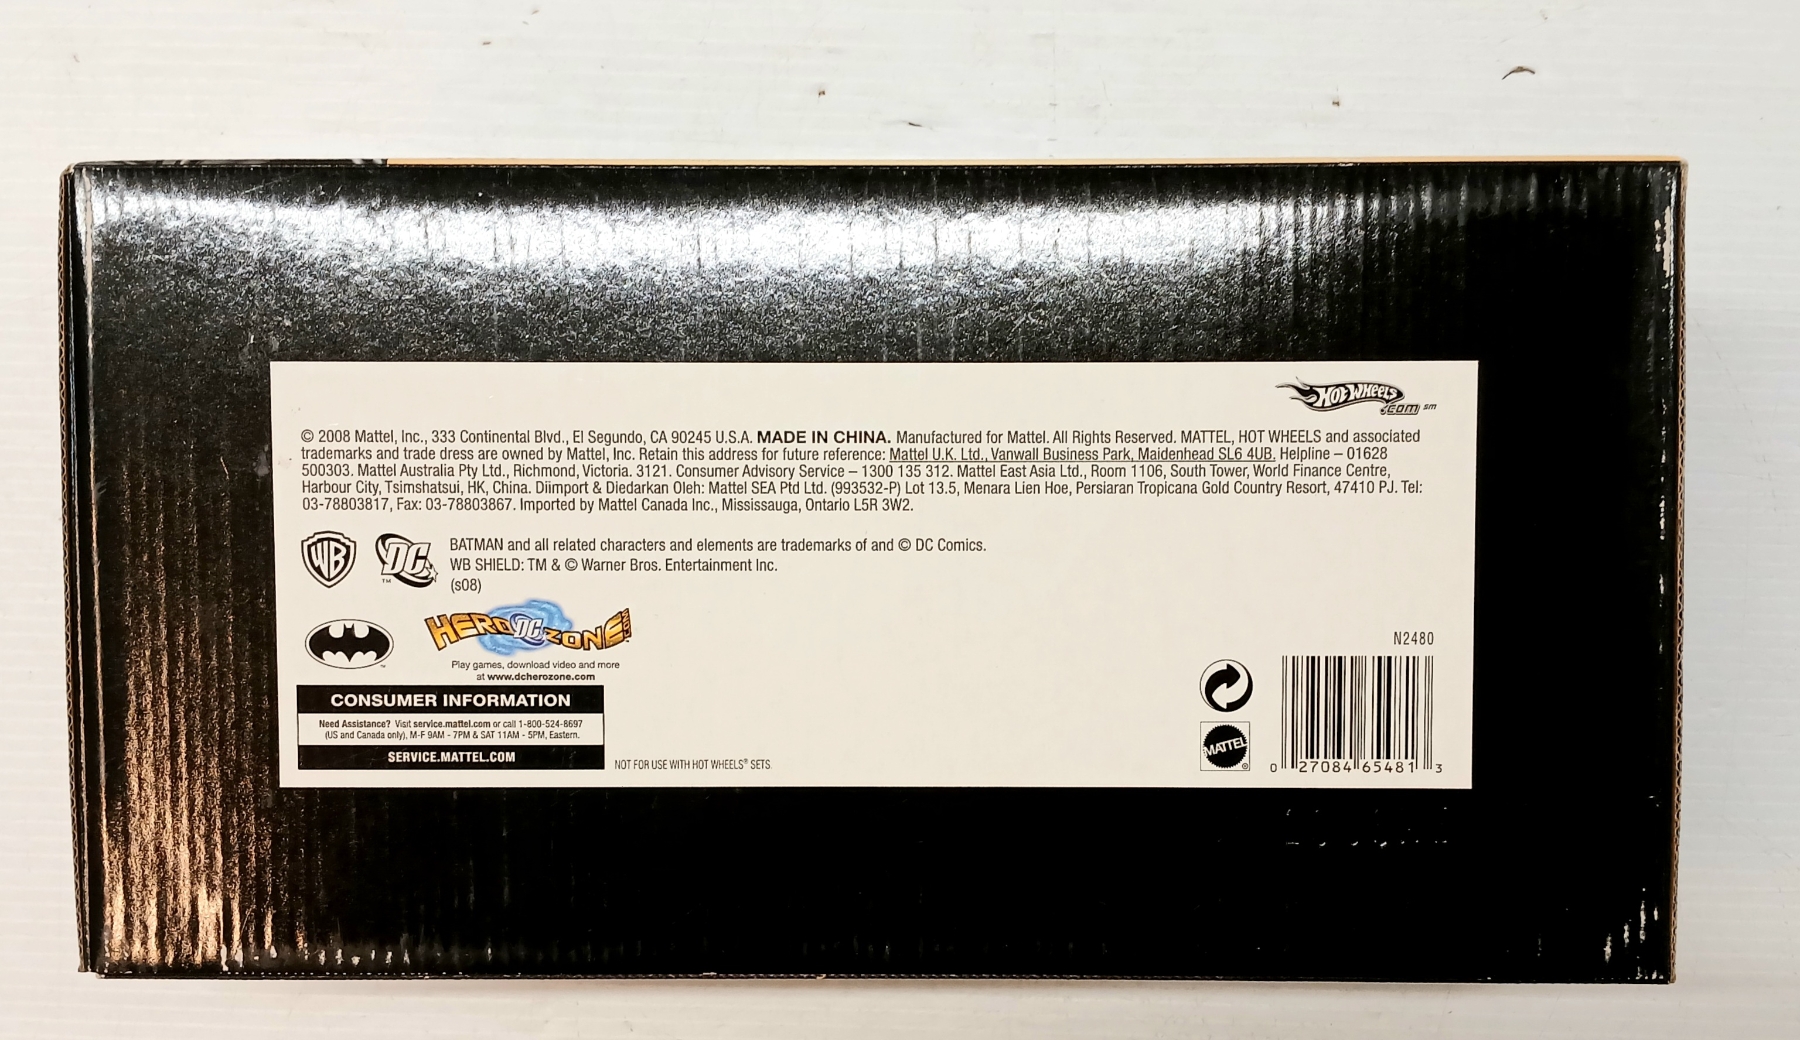 HOT WHEELS
.COM SM
© 2008 Mattel, Inc., 333 Continental Blvd., El Segundo, CA 90245 U.S.A. MADE IN CHINA. Manufactured for Mattel. All Rights Reserved. MATTEL, HOT WHEELS and associated
trademarks and trade dress are owned by Mattel, Inc. Retain this address for future reference: Mattel U.K. Ltd., Vanwall Business Park, Maidenhead SL6 4UB. Helpline – 01628
500303. Mattel Australia Pty Ltd., Richmond, Victoria. 3121. Consumer Advisory Service – 1300 135 312. Mattel East Asia Ltd., Room 1106, South Tower, World Finance Centre,
Harbour City, Tsimshatsui, HK, China. Diimport & Diedarkan Oleh: Mattel SEA Ptd Ltd. (993532-P) Lot 13.5, Menara Lien Hoe, Persiaran Tropicana Gold Country Resort, 47410 PJ. Tel:
03-78803817, Fax: 03-78803867. Imported by Mattel Canada Inc., Mississauga, Ontario L5R 3W2.
WB
DC
TM
BATMAN and all related characters and elements are trademarks of and © DC Comics.
WB SHIELD: TM & © Warner Bros. Entertainment Inc.
(s08)
HERO DC ZONE.COM
Play games, download video and more
at www.dcherozone.com
CONSUMER INFORMATION
Need Assistance? Visit service.mattel.com or call 1-800-524-8697
(US and Canada only), M-F 9AM - 7PM & SAT 11AM - 5PM, Eastern.
SERVICE.MATTEL.COM
NOT FOR USE WITH HOT WHEELS® SETS.
N2480
MATTEL ®
0 27084 65481 3